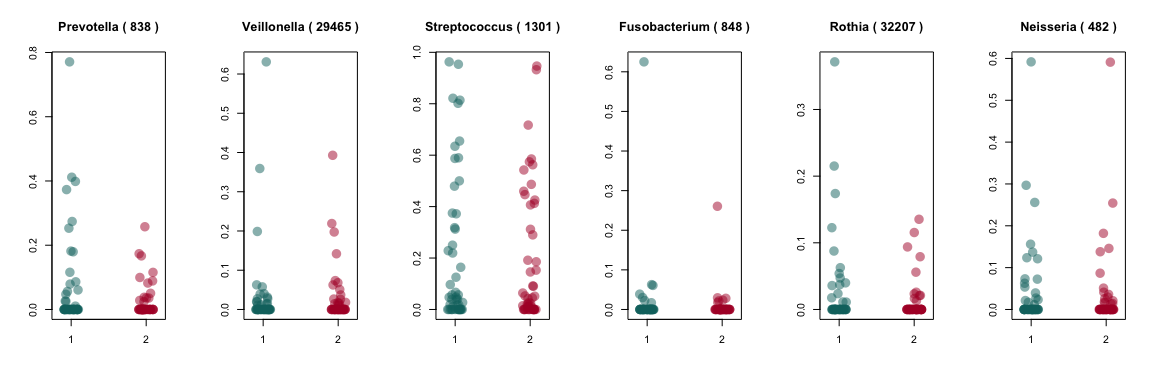 Prevotella ( 838 )
0.0 0.2 0.4 0.6 0.8
1 2
Veillonella ( 29465 )
0.0 0.1 0.2 0.3 0.4 0.5 0.6
1 2
Streptococcus ( 1301 )
0.0 0.2 0.4 0.6 0.8 1.0
1 2
Fusobacterium ( 848 )
0.0 0.1 0.2 0.3 0.4 0.5 0.6
1 2
Rothia ( 32207 )
0.0 0.1 0.2 0.3
1 2
Neisseria ( 482 )
0.0 0.1 0.2 0.3 0.4 0.5 0.6
1 2